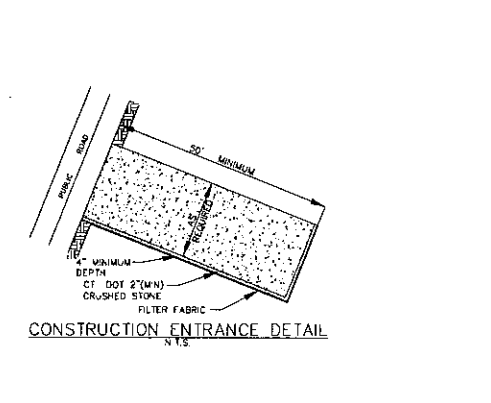 PUBLIC ROAD
50' MINIMUM
AS REQUIRED
4" MINIMUM
DEPTH
CT DOT 2"(MIN)
CRUSHED STONE
FILTER FABRIC
CONSTRUCTION ENTRANCE DETAIL
N.T.S.